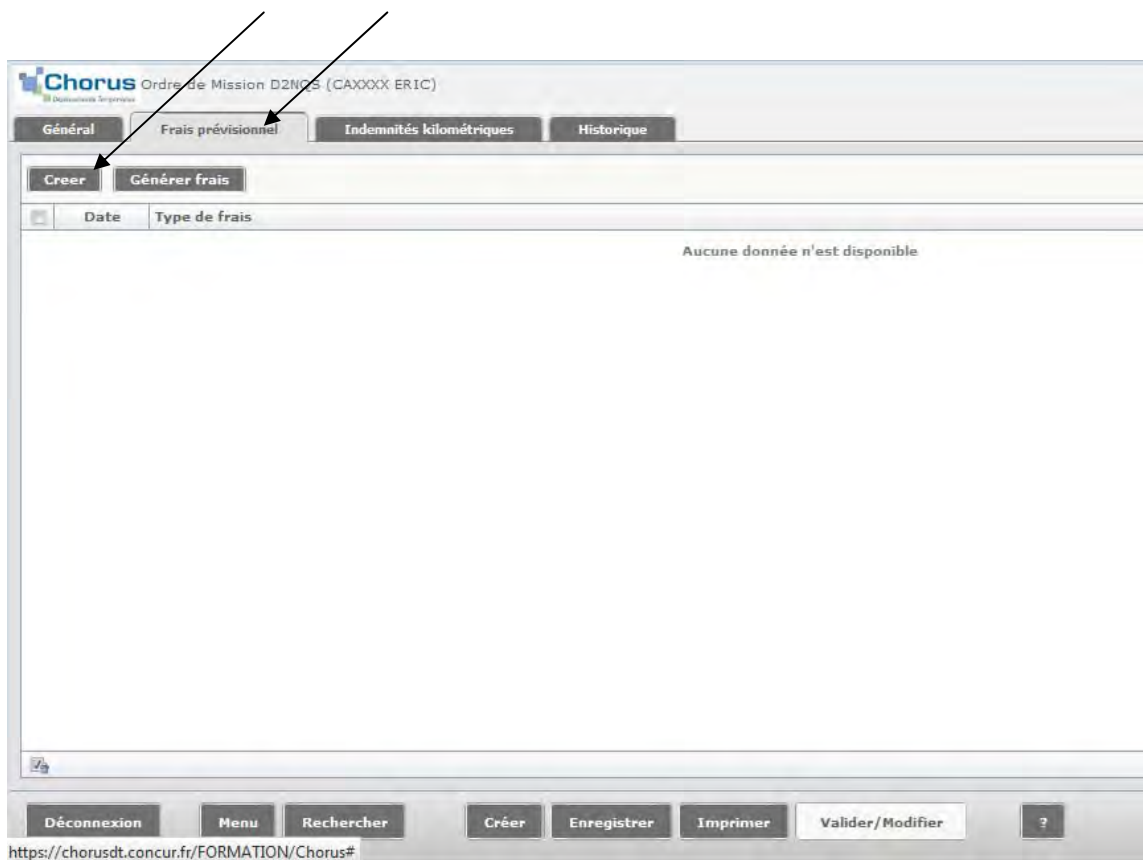 Chorus Ordre de Mission D2NQS (CAXXXX ERIC)
Général Frais prévisionnel Indemnités kilométriques Historique
Creer Générer frais
Date Type de frais
Aucune donnée n'est disponible
Déconnexion Menu Rechercher Créer Enregistrer Imprimer Valider/Modifier ?
https://chorusdt.concur.fr/FORMATION/Chorus#